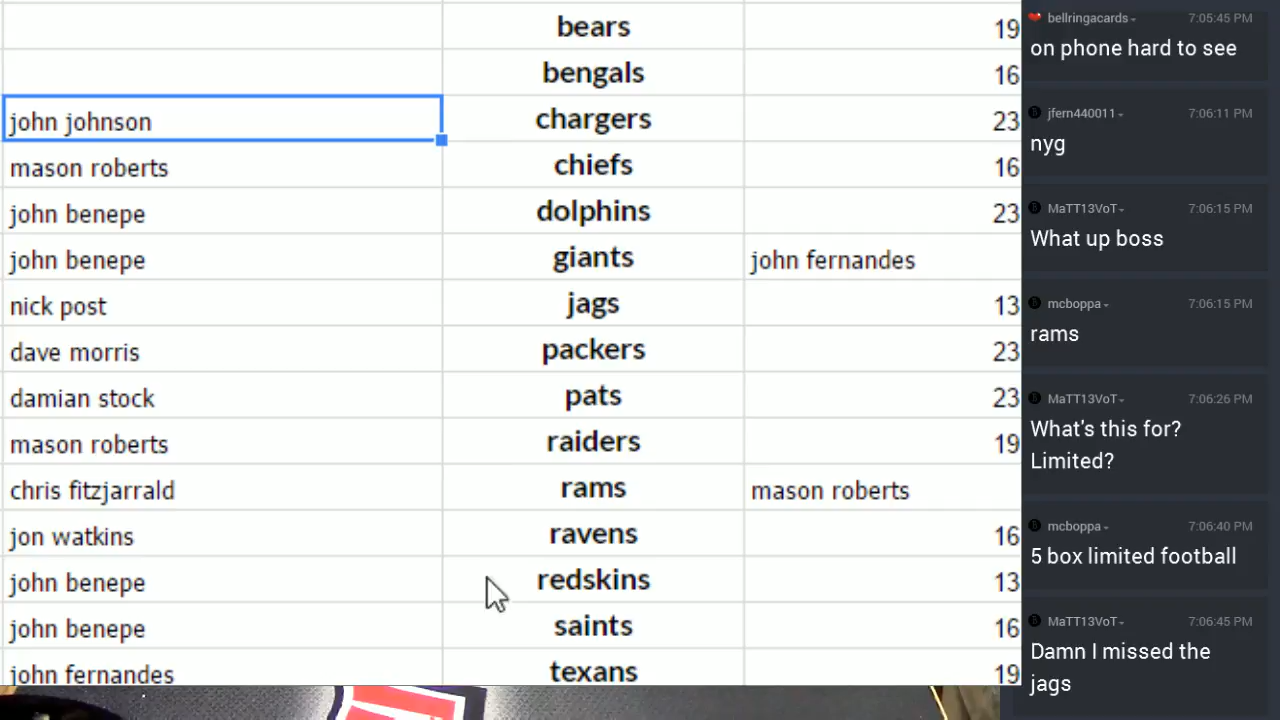 bears 19
bengals 16
john johnson chargers 23
mason roberts chiefs 16
john benepe dolphins 23
john benepe giants john fernandes
nick post jags 13
dave morris packers 23
damian stock pats 23
mason roberts raiders 19
chris fitzjarrald rams mason roberts
jon watkins ravens 16
john benepe redskins 13
john benepe saints 16
john fernandes texans 19
bellringacards 7:05:45 PM
on phone hard to see
jfern440011 7:06:11 PM
nyg
MaTT13VoT 7:06:15 PM
What up boss
mcboppa 7:06:15 PM
rams
MaTT13VoT 7:06:26 PM
What's this for?
Limited?
mcboppa 7:06:40 PM
5 box limited football
MaTT13VoT 7:06:45 PM
Damn I missed the
jags